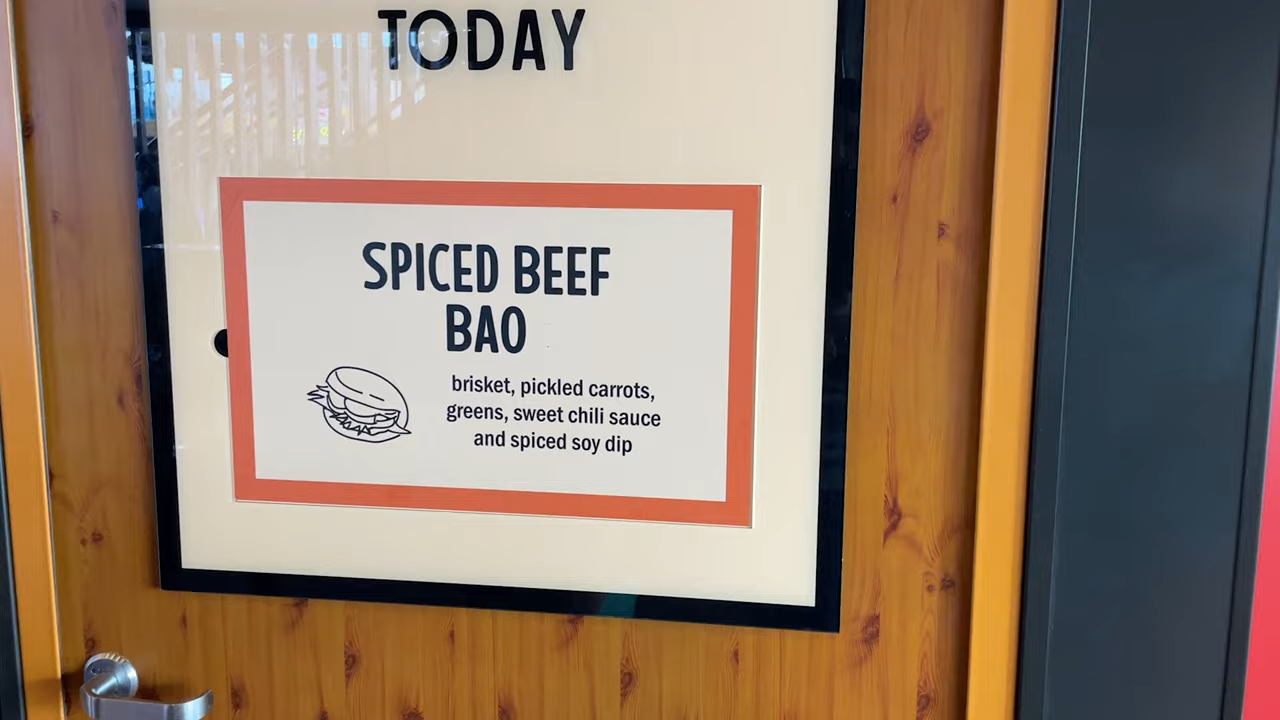 TODAY
SPICED BEEF
BAO
brisket, pickled carrots,
greens, sweet chili sauce
and spiced soy dip